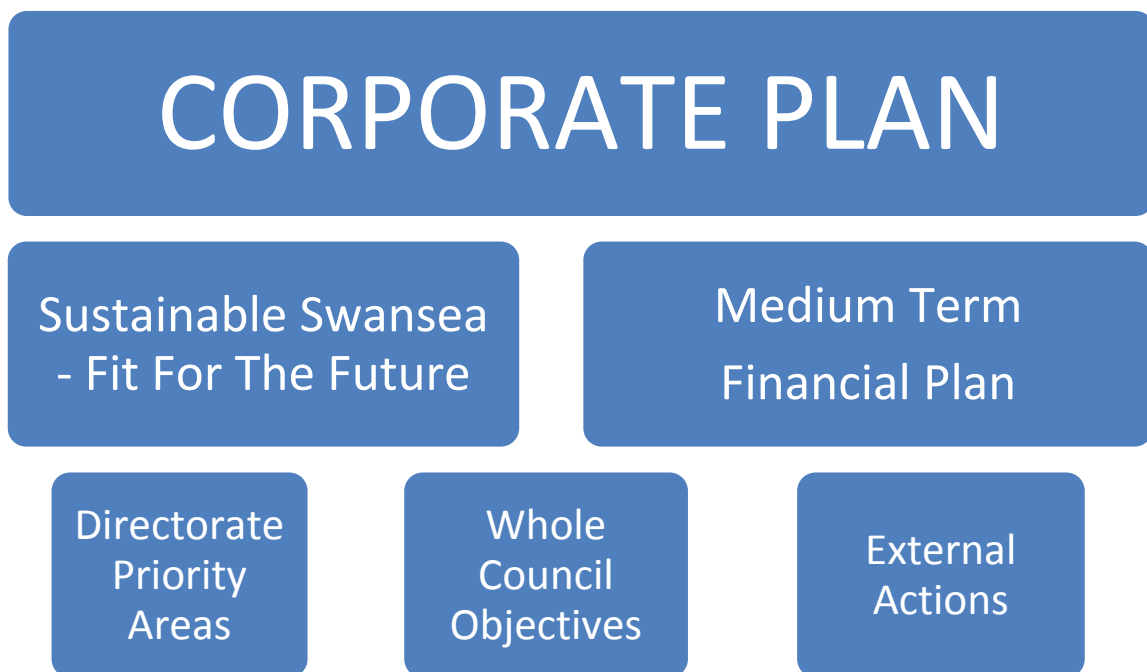 CORPORATE PLAN
Sustainable Swansea
- Fit For The Future
Medium Term
Financial Plan
Directorate
Priority
Areas
Whole
Council
Objectives
External
Actions